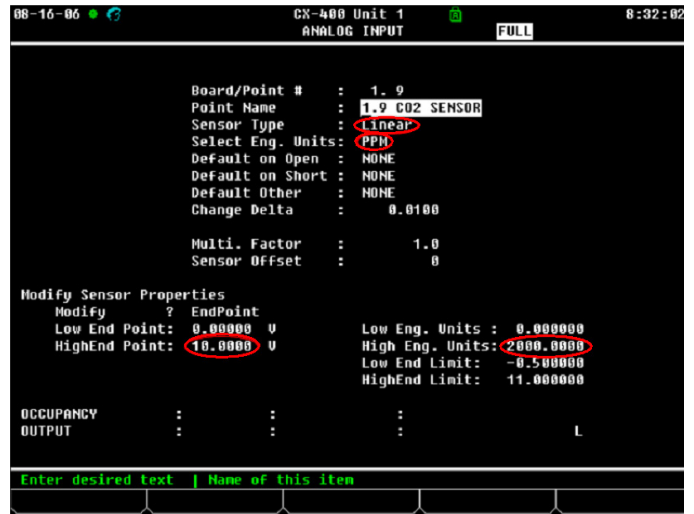 08-16-06 CX-400 Unit 1 8:32:02
ANALOG INPUT FULL
Board/Point # : 1. 9
Point Name : 1.9 CO2 SENSOR
Sensor Type : Linear
Select Eng. Units: PPM
Default on Open : NONE
Default on Short : NONE
Default Other : NONE
Change Delta : 0.0100
Multi. Factor : 1.0
Sensor Offset : 0
Modify Sensor Properties
Modify ? EndPoint
Low End Point: 0.00000 V Low Eng. Units : 0.000000
HighEnd Point: 10.0000 V High Eng. Units: 2000.0000
Low End Limit: -0.500000
HighEnd Limit: 11.000000
OCCUPANCY : : :
OUTPUT : : : L
Enter desired text | Name of this item